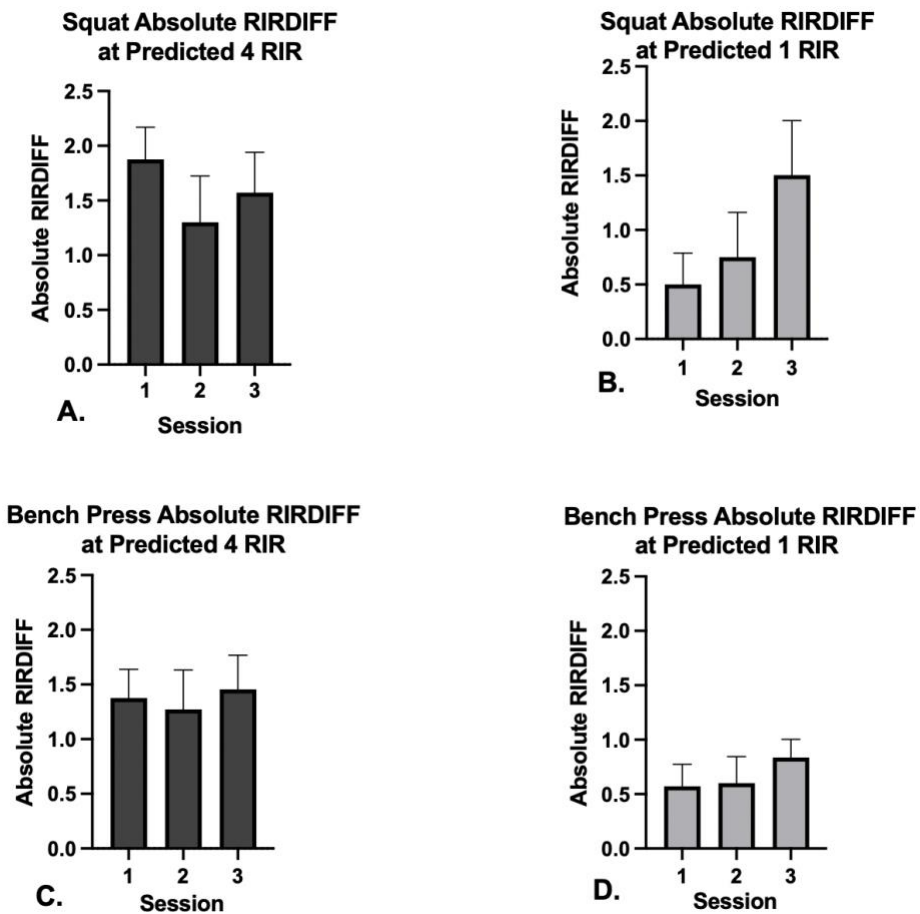 Squat Absolute RIRDIFF
at Predicted 4 RIR
2.5
2.0
1.5
1.0
0.5
0.0
Absolute RIRDIFF
1 2 3
Session
A.
Squat Absolute RIRDIFF
at Predicted 1 RIR
2.5
2.0
1.5
1.0
0.5
0.0
Absolute RIRDIFF
1 2 3
Session
B.
Bench Press Absolute RIRDIFF
at Predicted 4 RIR
2.5
2.0
1.5
1.0
0.5
0.0
Absolute RIRDIFF
1 2 3
Session
C.
Bench Press Absolute RIRDIFF
at Predicted 1 RIR
2.5
2.0
1.5
1.0
0.5
0.0
Absolute RIRDIFF
1 2 3
Session
D.